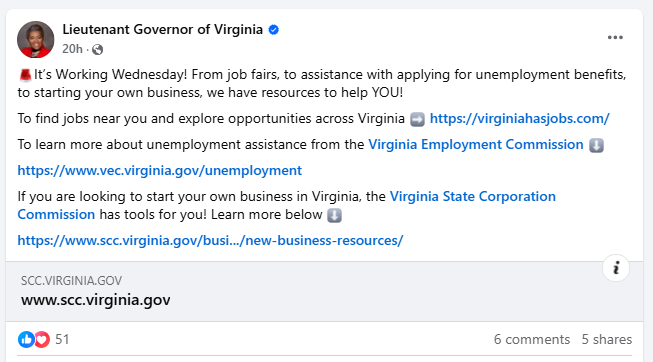 Lieutenant Governor of Virginia
20h ·
It's Working Wednesday! From job fairs, to assistance with applying for unemployment benefits,
to starting your own business, we have resources to help YOU!
To find jobs near you and explore opportunities across Virginia ➡️ https://virginiahasjobs.com/
To learn more about unemployment assistance from the Virginia Employment Commission ⬇️
https://www.vec.virginia.gov/unemployment
If you are looking to start your own business in Virginia, the Virginia State Corporation
Commission has tools for you! Learn more below ⬇️
https://www.scc.virginia.gov/busi.../new-business-resources/
SCC.VIRGINIA.GOV
www.scc.virginia.gov
51 6 comments 5 shares